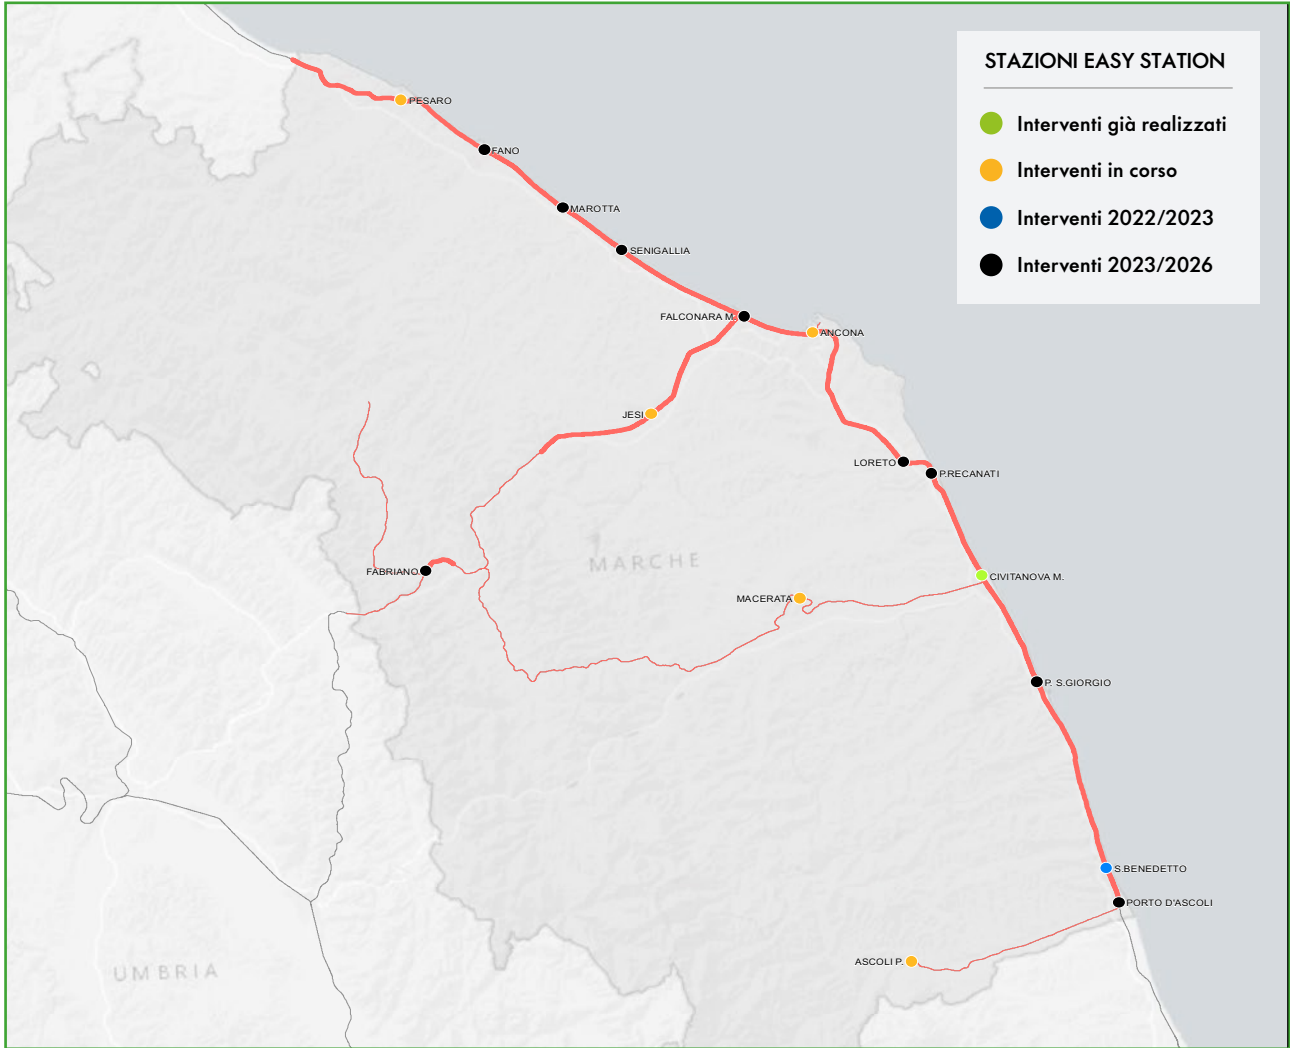 STAZIONI EASY STATION
Interventi già realizzati
Interventi in corso
Interventi 2022/2023
Interventi 2023/2026
PESARO
FANO
MAROTTA
SENIGALLIA
FALCONARA M.
ANCONA
JESI
LORETO
P.RECANATI
MARCHE
FABRIANO
CIVITANOVA M.
MACERATA
P. S.GIORGIO
S.BENEDETTO
PORTO D'ASCOLI
ASCOLI P.
UMBRIA